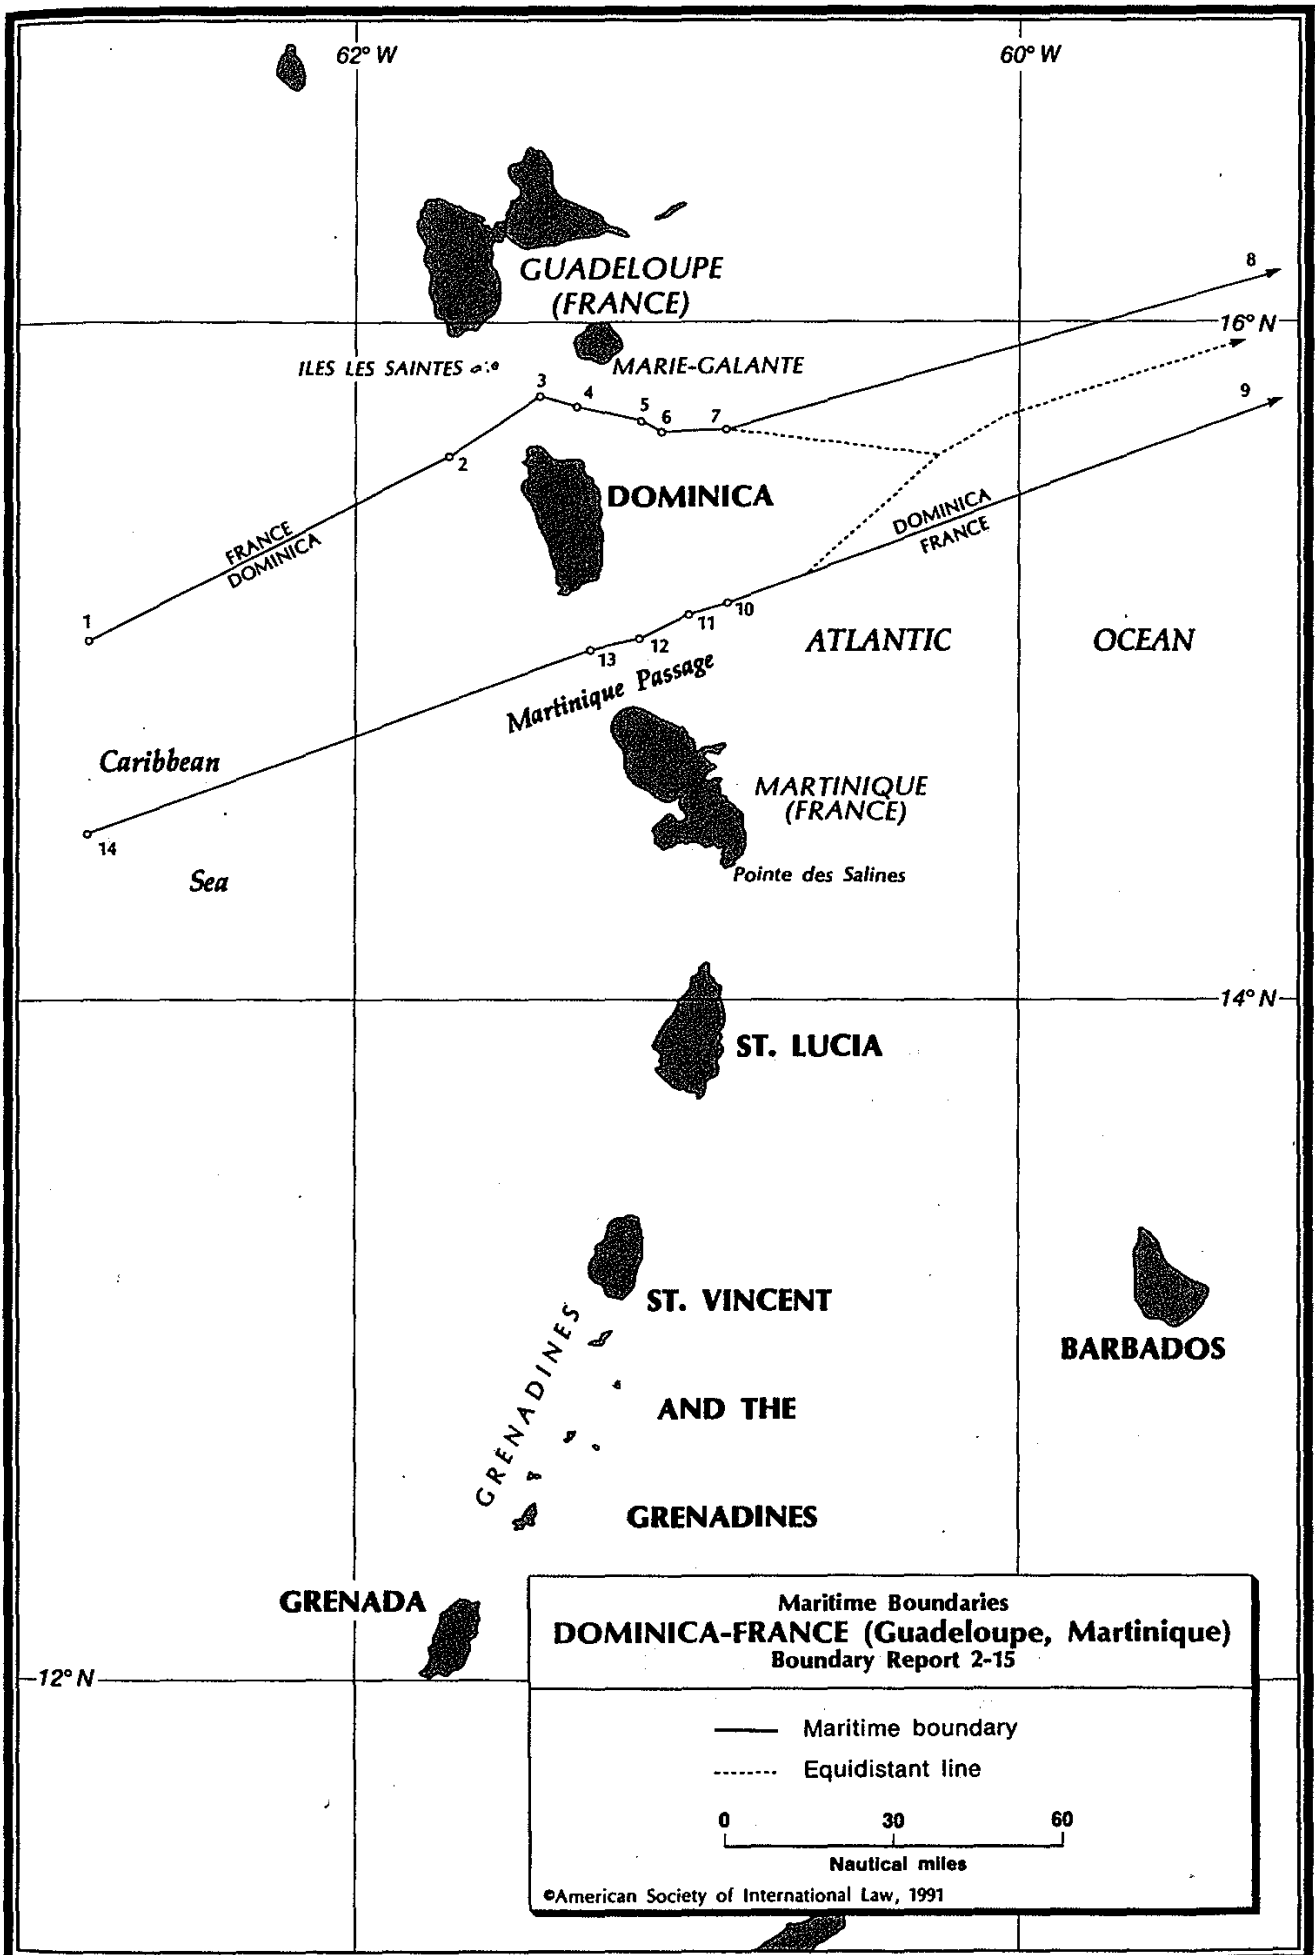 62° W
60° W
GUADELOUPE
(FRANCE)
8
16° N
ILES LES SAINTES
MARIE-GALANTE
3
4
5
6
7
9
2
DOMINICA
DOMINICA
FRANCE
FRANCE
DOMINICA
1
10
11
12
13
ATLANTIC
OCEAN
Martinique Passage
Caribbean
MARTINIQUE
(FRANCE)
14
Sea
Pointe des Salines
14° N
ST. LUCIA
ST. VINCENT
GRENADINES
BARBADOS
AND THE
GRENADINES
GRENADA
12° N
Maritime Boundaries
DOMINICA-FRANCE (Guadeloupe, Martinique)
Boundary Report 2-15
Maritime boundary
Equidistant line
0 30 60
Nautical miles
©American Society of International Law, 1991